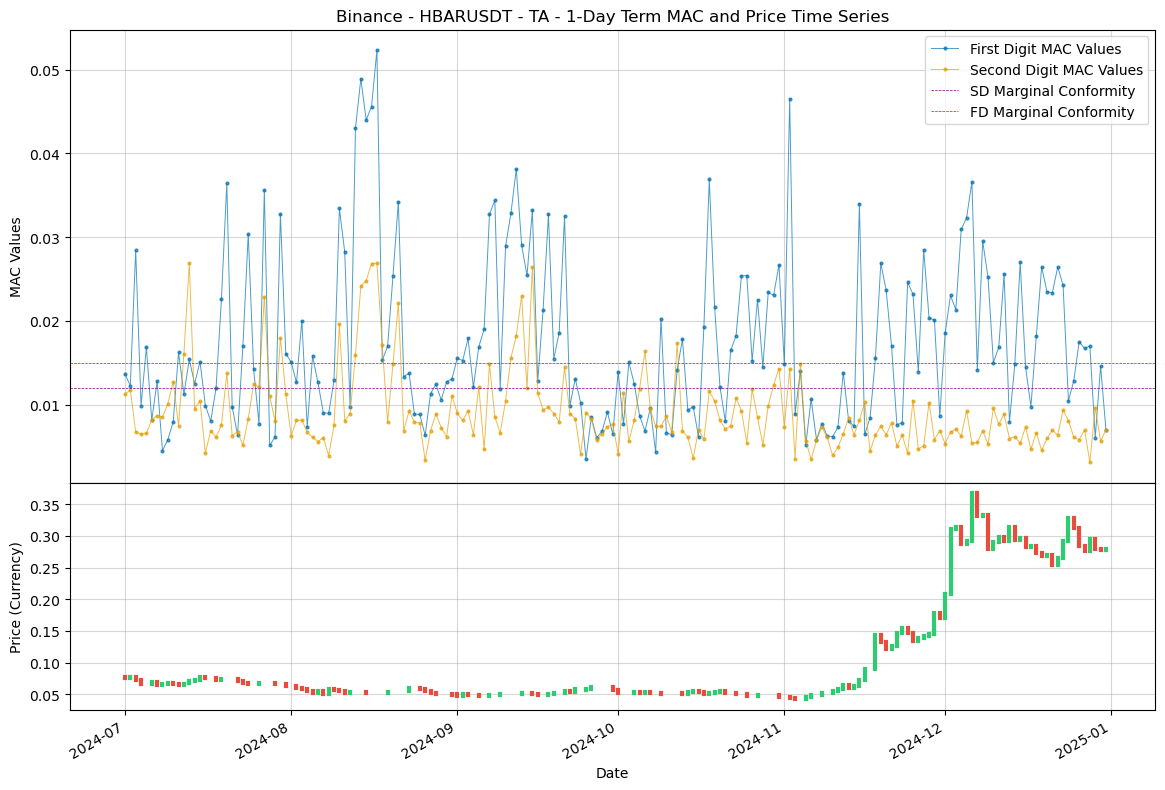 Binance - HBARUSDT - TA - 1-Day Term MAC and Price Time Series
First Digit MAC Values
Second Digit MAC Values
SD Marginal Conformity
FD Marginal Conformity
MAC Values
0.05
0.04
0.03
0.02
0.01
Price (Currency)
0.35
0.30
0.25
0.20
0.15
0.10
0.05
2024-07
2024-08
2024-09
2024-10
2024-11
2024-12
2025-01
Date